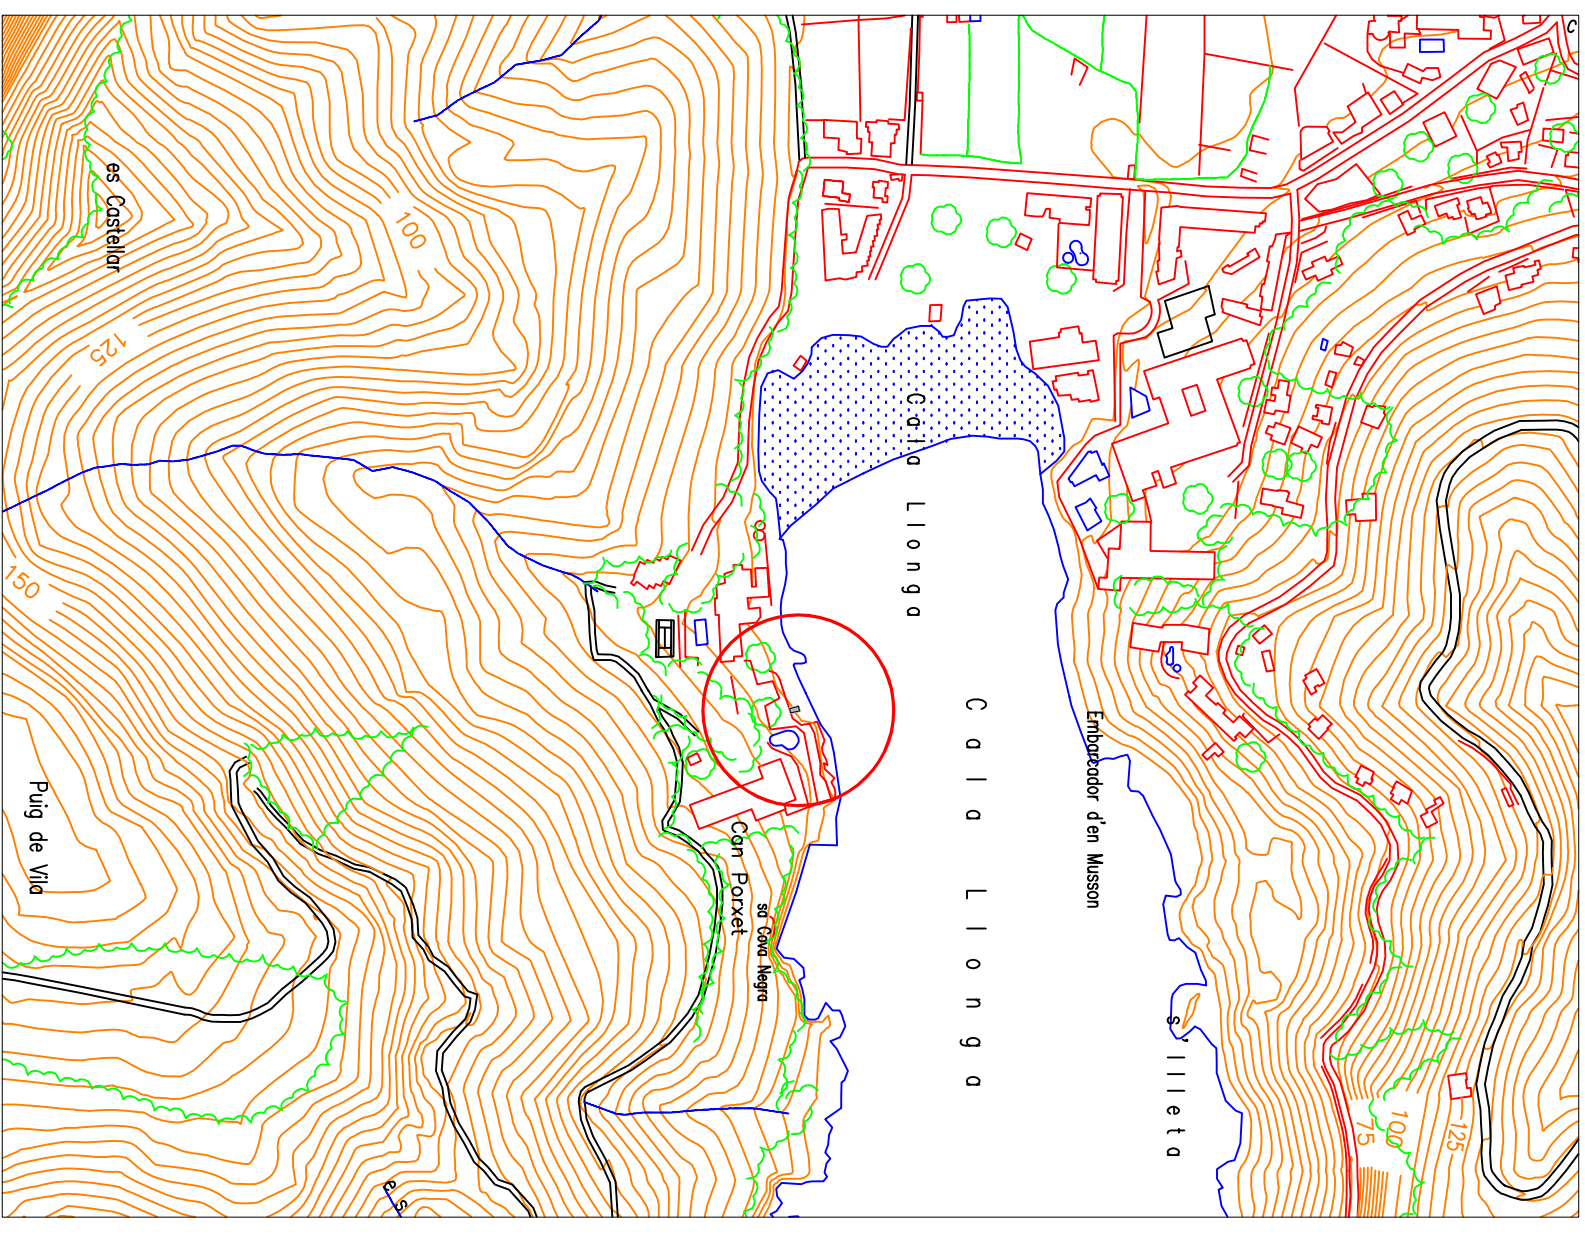 c
es Castellar
100
125
Cala Llonga
150
Cala Llonga
Embarcador d'en Musson
Puig de Vila
Can Porxet
sa Cova Negra
s'Illeta
75
100
125
es